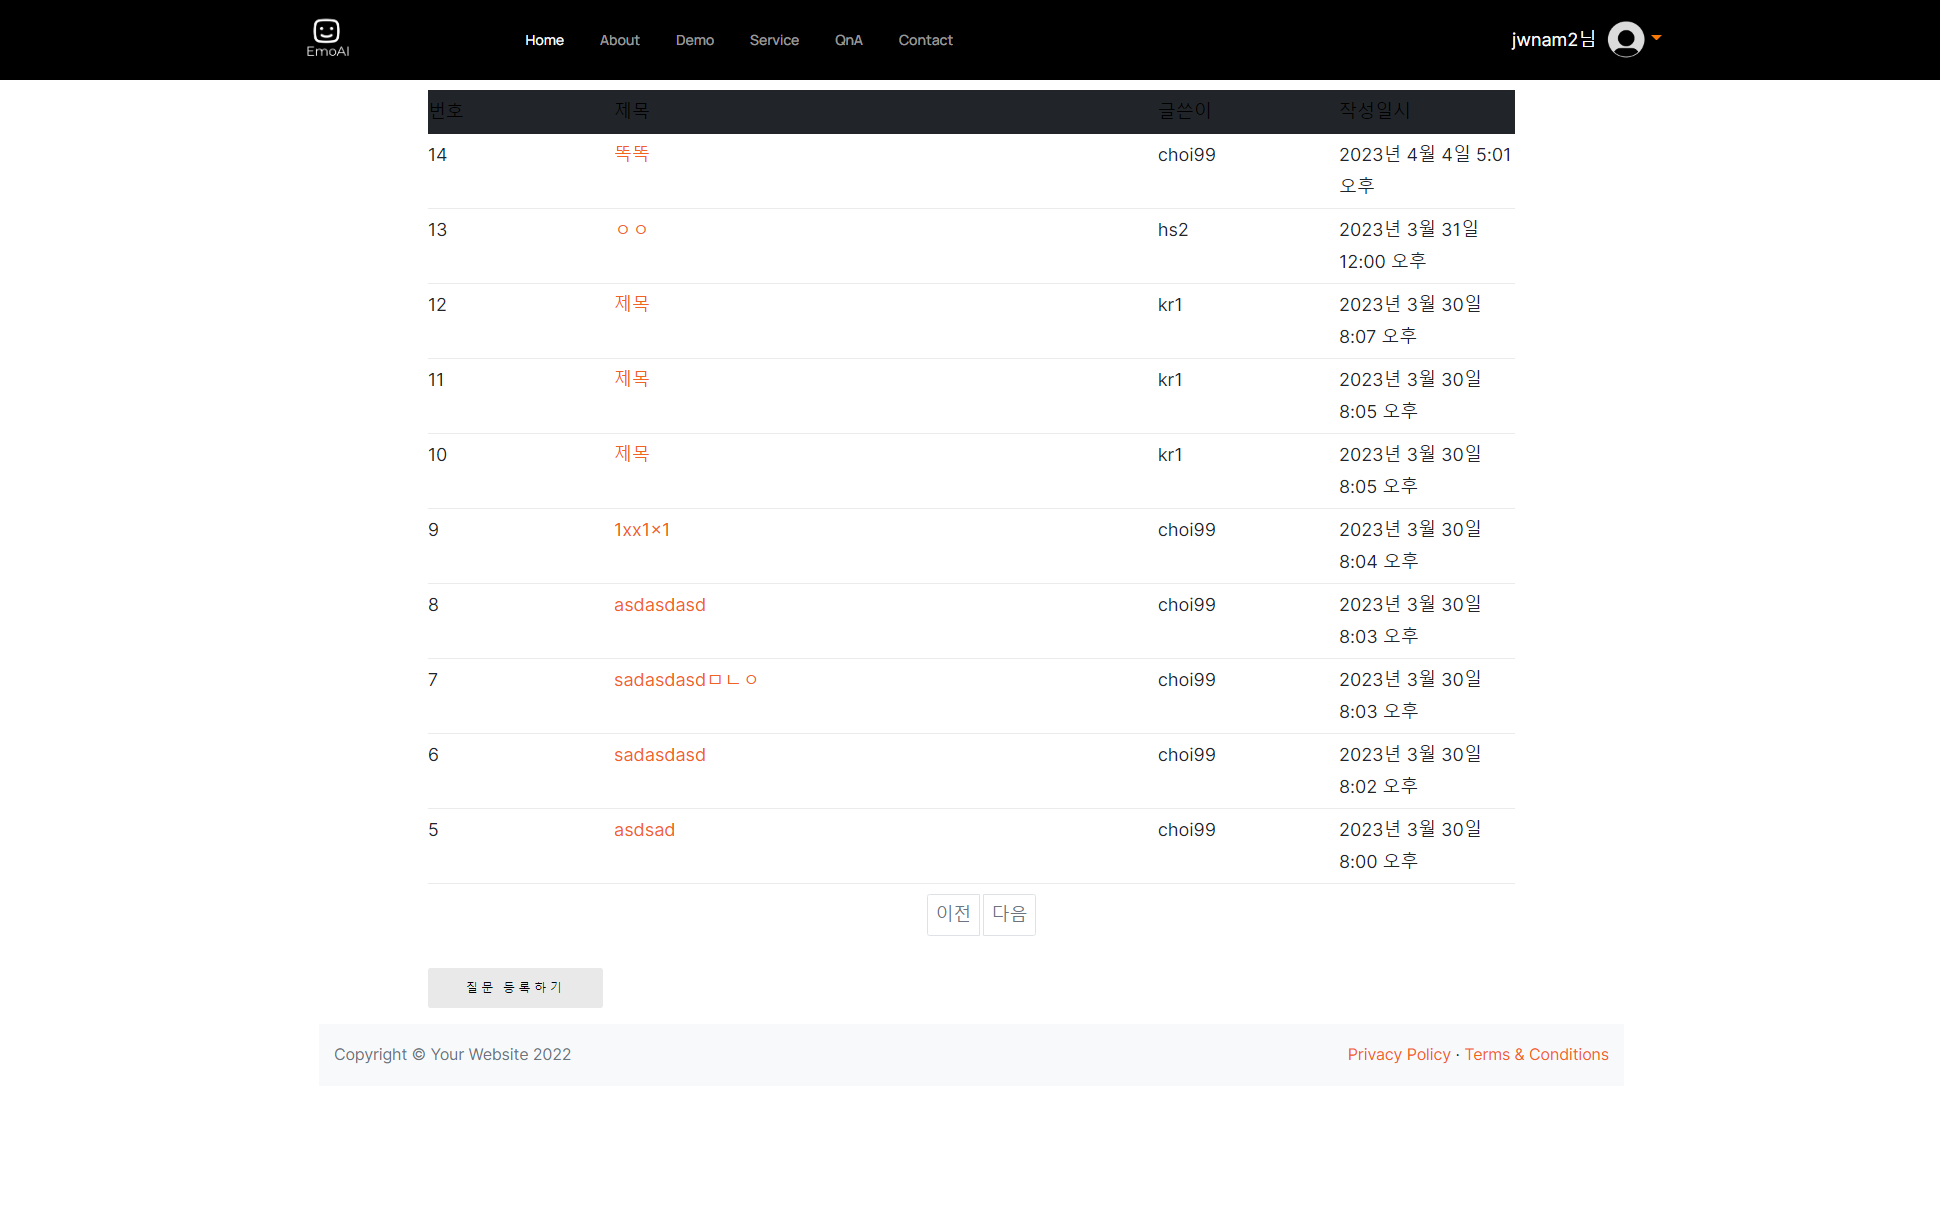 EmoAI
Home About Demo Service QnA Contact
jwnam2님
번호 제목 글쓴이 작성일시
14 똑똑 choi99 2023년 4월 4일 5:01
오후
13 ㅇㅇ hs2 2023년 3월 31일
12:00 오후
12 제목 kr1 2023년 3월 30일
8:07 오후
11 제목 kr1 2023년 3월 30일
8:05 오후
10 제목 kr1 2023년 3월 30일
8:05 오후
9 1xx1×1 choi99 2023년 3월 30일
8:04 오후
8 asdasdasd choi99 2023년 3월 30일
8:03 오후
7 sadasdasdㅁㄴㅇ choi99 2023년 3월 30일
8:03 오후
6 sadasdasd choi99 2023년 3월 30일
8:02 오후
5 asdsad choi99 2023년 3월 30일
8:00 오후
이전 다음
질문 등록하기
Copyright © Your Website 2022
Privacy Policy · Terms & Conditions